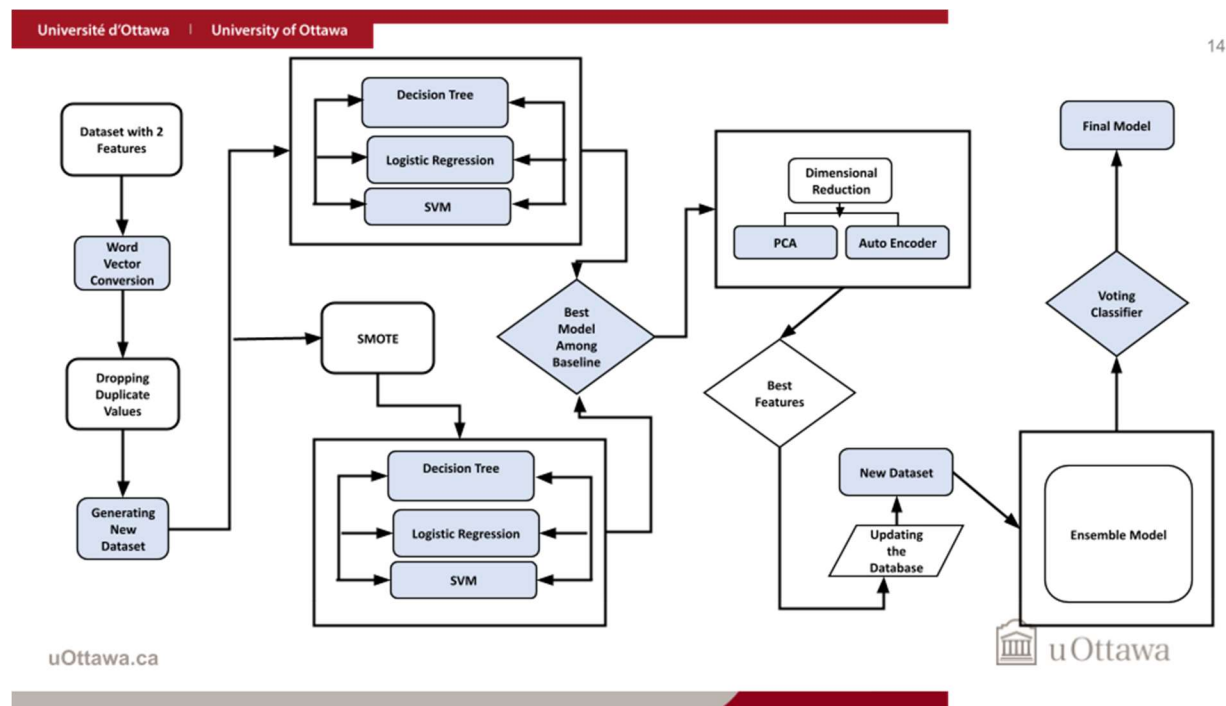 Université d'Ottawa | University of Ottawa
14
Dataset with 2
Features
Word
Vector
Conversion
Dropping
Duplicate
Values
Generating
New
Dataset
Decision Tree
Logistic Regression
SVM
SMOTE
Decision Tree
Logistic Regression
SVM
Best
Model
Among
Baseline
Dimensional
Reduction
PCA
Auto Encoder
Best
Features
Updating
the
Database
New Dataset
Ensemble Model
Voting
Classifier
Final Model
uOttawa.ca
uOttawa